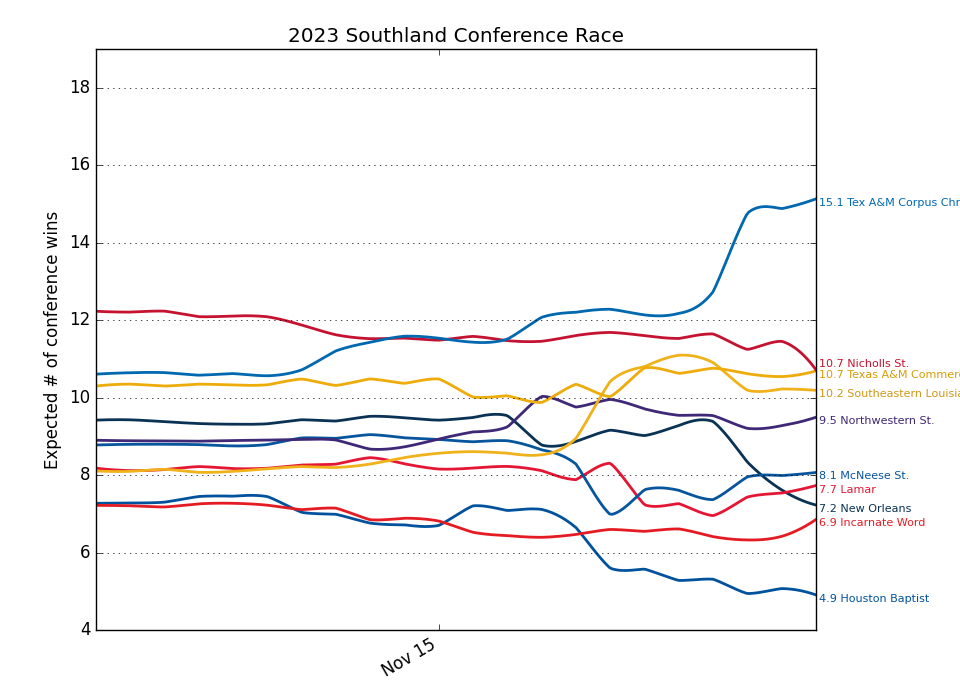 2023 Southland Conference Race
Expected # of conference wins
18
16
14
12
10
8
6
4
Nov 15
15.1 Tex A&M Corpus Chr
10.7 Nicholls St.
10.7 Texas A&M Commerc
10.2 Southeastern Louisia
9.5 Northwestern St.
8.1 McNeese St.
7.7 Lamar
7.2 New Orleans
6.9 Incarnate Word
4.9 Houston Baptist